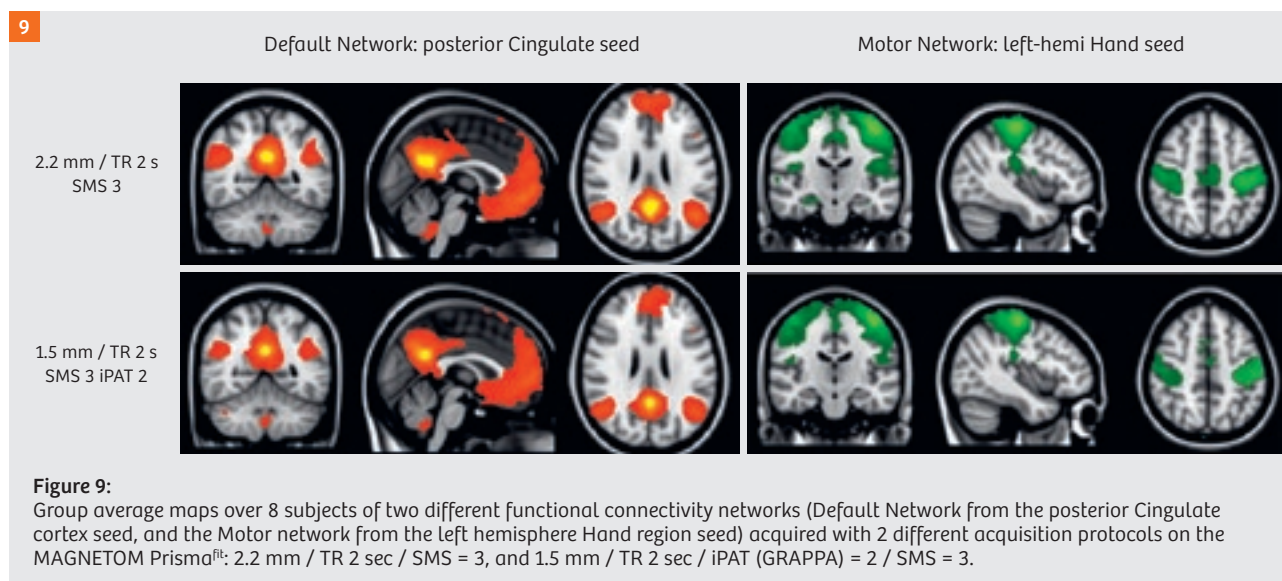 9
Default Network: posterior Cingulate seed
Motor Network: left-hemi Hand seed
2.2 mm / TR 2 s
SMS 3
1.5 mm / TR 2 s
SMS 3 iPAT 2
Figure 9:
Group average maps over 8 subjects of two different functional connectivity networks (Default Network from the posterior Cingulate
cortex seed, and the Motor network from the left hemisphere Hand region seed) acquired with 2 different acquisition protocols on the
MAGNETOM Prismaᶠⁱᵗ: 2.2 mm / TR 2 sec / SMS = 3, and 1.5 mm / TR 2 sec / iPAT (GRAPPA) = 2 / SMS = 3.